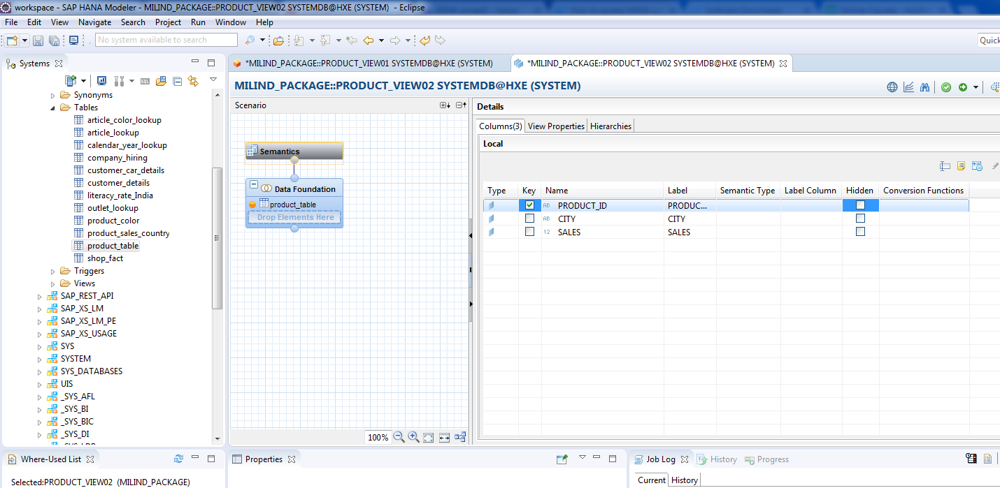 workspace - SAP HANA Modeler - MILIND_PACKAGE::PRODUCT_VIEW02 SYSTEMDB@HXE (SYSTEM) - Eclipse
File Edit View Navigate Search Project Run Window Help
No system available to search
Quic
Systems
*MILIND_PACKAGE::PRODUCT_VIEW01 SYSTEMDB@HXE (SYSTEM)
*MILIND_PACKAGE::PRODUCT_VIEW02 SYSTEMDB@HXE (SYSTEM)
SQL
Synonyms
Tables
article_color_lookup
article_lookup
calendar_year_lookup
company_hiring
customer_car_details
customer_details
literacy_rate_India
outlet_lookup
product_color
product_sales_country
product_table
shop_fact
Triggers
Views
SAP_REST_API
SAP_XS_LM
SAP_XS_LM_PE
SAP_XS_USAGE
SYS
SYSTEM
SYS_DATABASES
UIS
_SYS_AFL
_SYS_BI
_SYS_BIC
_SYS_DI
MILIND_PACKAGE::PRODUCT_VIEW02 SYSTEMDB@HXE (SYSTEM)
Scenario
Semantics
Data Foundation
product_table
Drop Elements Here
100%
Details
Columns(3) View Properties Hierarchies
Local
Type Key Name Label Semantic Type Label Column Hidden Conversion Functions
AB PRODUCT_ID PRODUC...
AB CITY CITY
12 SALES SALES
Where-Used List
Selected:PRODUCT_VIEW02 (MILIND_PACKAGE)
Properties
Job Log History Progress
Current History